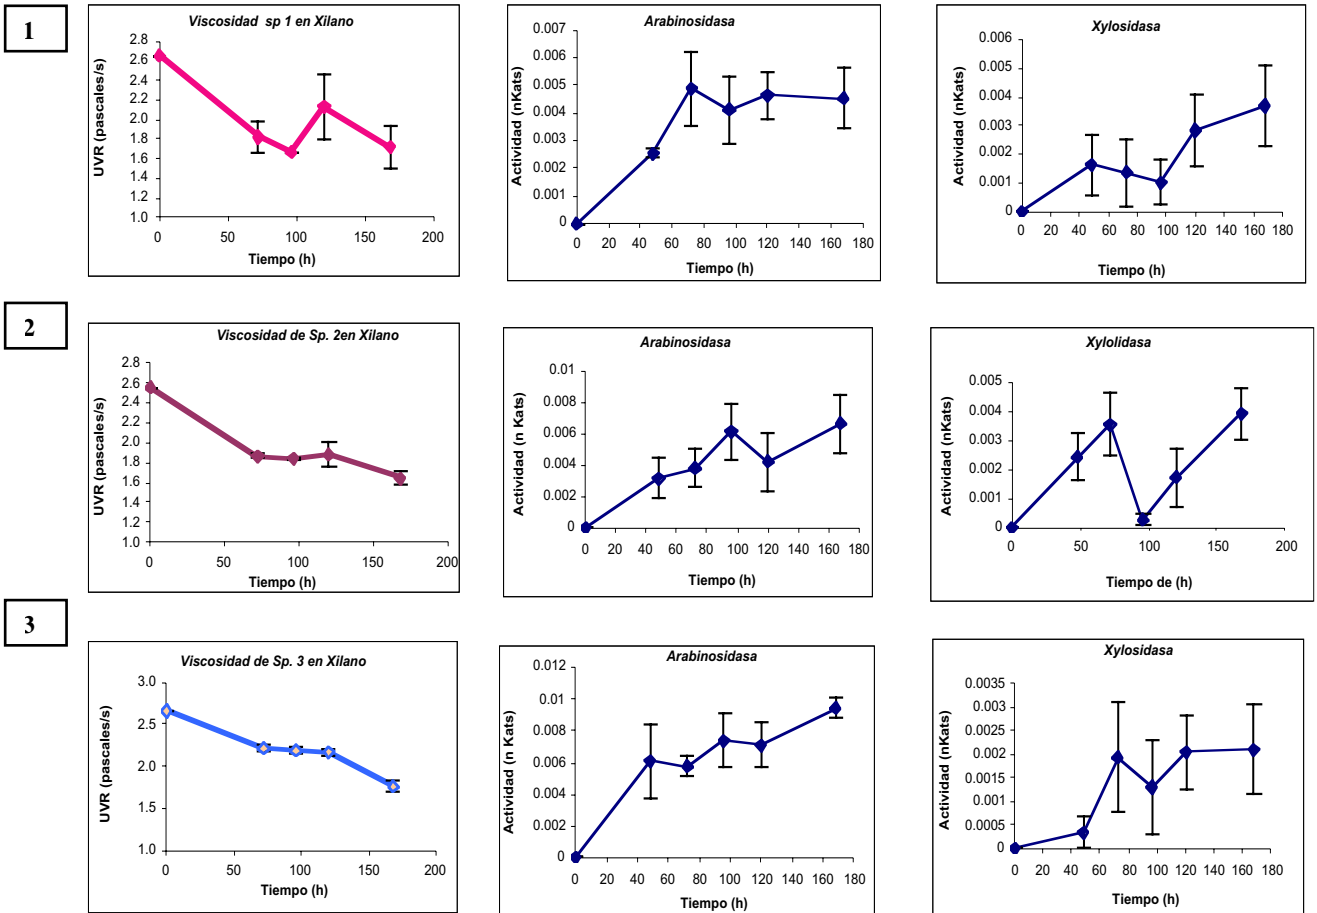 1
Viscosidad sp 1 en Xilano
UVR (pascales/s)
2.8
2.6
2.4
2.2
2.0
1.8
1.6
1.4
1.2
1.0
0 50 100 150 200
Tiempo (h)
Arabinosidasa
Actividad (nKats)
0.007
0.006
0.005
0.004
0.003
0.002
0.001
0
0 20 40 60 80 100 120 140 160 180
Tiempo (h)
Xylosidasa
Actividad (nKats)
0.006
0.005
0.004
0.003
0.002
0.001
0
0 20 40 60 80 100 120 140 160 180
Tiempo (h)
2
Viscosidad de Sp. 2en Xilano
UVR (pascales/s)
2.8
2.6
2.4
2.2
2.0
1.8
1.6
1.4
1.2
1.0
0 50 100 150 200
Tiempo (h)
Arabinosidasa
Actividad (n Kats)
0.01
0.008
0.006
0.004
0.002
0
0 20 40 60 80 100 120 140 160 180
Tiempo (h)
Xylolidasa
Actividad (nKats)
0.005
0.004
0.003
0.002
0.001
0
0 50 100 150 200
Tiempo de (h)
3
Viscosidad de Sp. 3 en Xilano
UVR (pascales/s)
3.0
2.5
2.0
1.5
1.0
0 50 100 150 200
Tiempo (h)
Arabinosidasa
Actividad (n Kats)
0.012
0.01
0.008
0.006
0.004
0.002
0
0 20 40 60 80 100 120 140 160 180
Tiempo (h)
Xylosidasa
Actividad (nKats)
0.0035
0.003
0.0025
0.002
0.0015
0.001
0.0005
0
0 20 40 60 80 100 120 140 160 180
Tiempo (h)